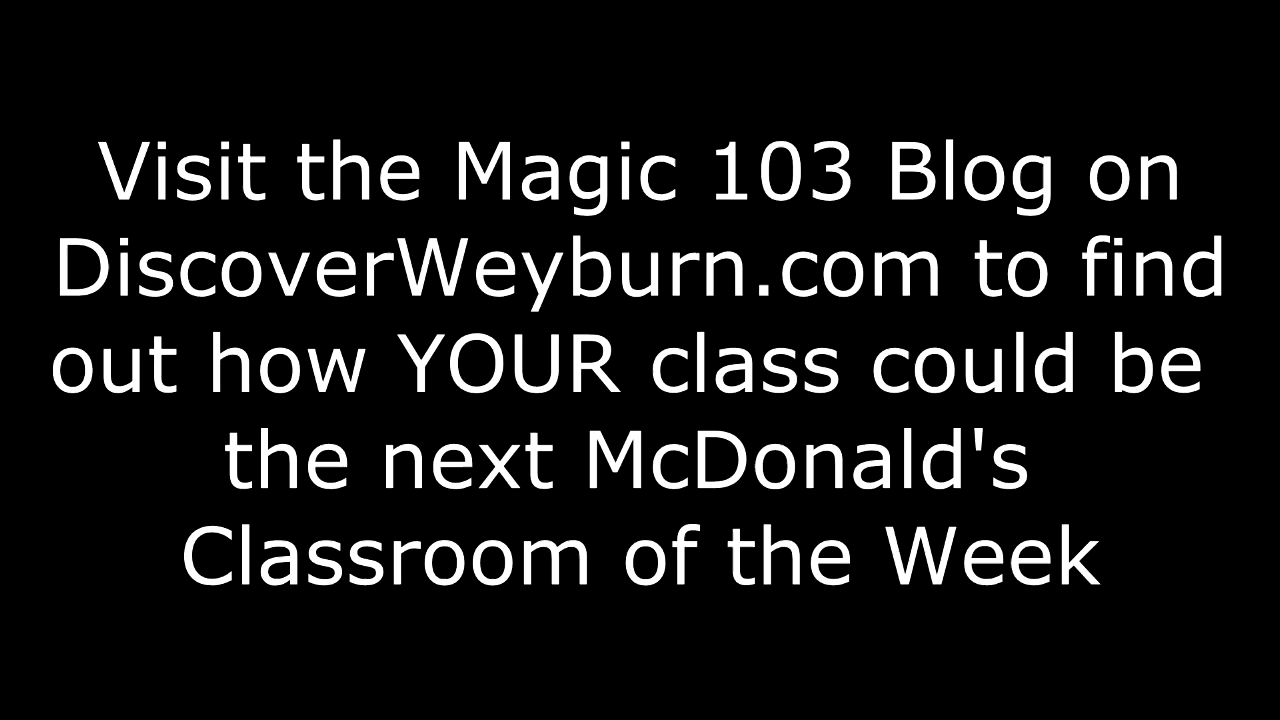 Visit the Magic 103 Blog on
DiscoverWeyburn.com to find
out how YOUR class could be
the next McDonald's
Classroom of the Week